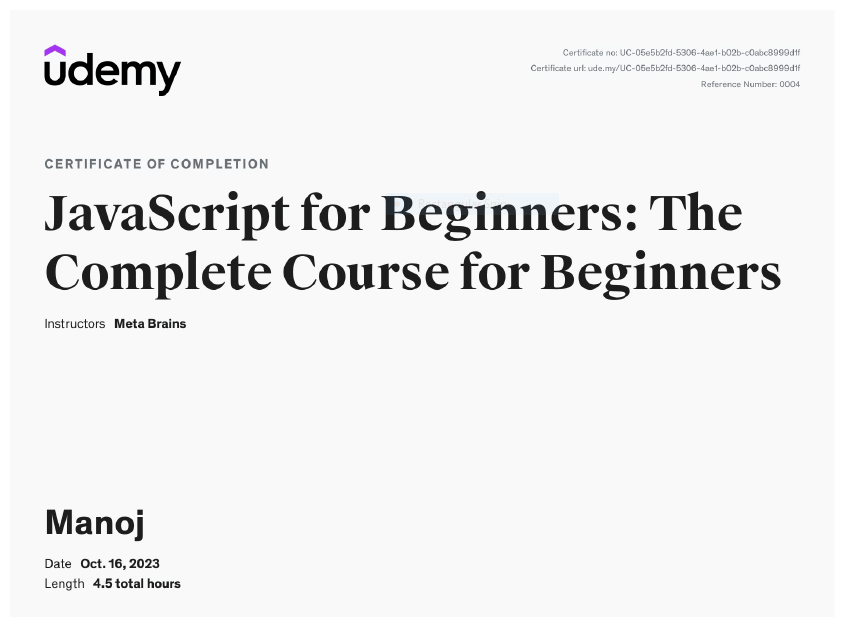 udemy
Certificate no: UC-05e5b2fd-5306-4ae1-b02b-c0abc8999d1f
Certificate url: ude.my/UC-05e5b2fd-5306-4ae1-b02b-c0abc8999d1f
Reference Number: 0004
CERTIFICATE OF COMPLETION
JavaScript for Beginners: The
Complete Course for Beginners
Instructors Meta Brains
Manoj
Date Oct. 16, 2023
Length 4.5 total hours